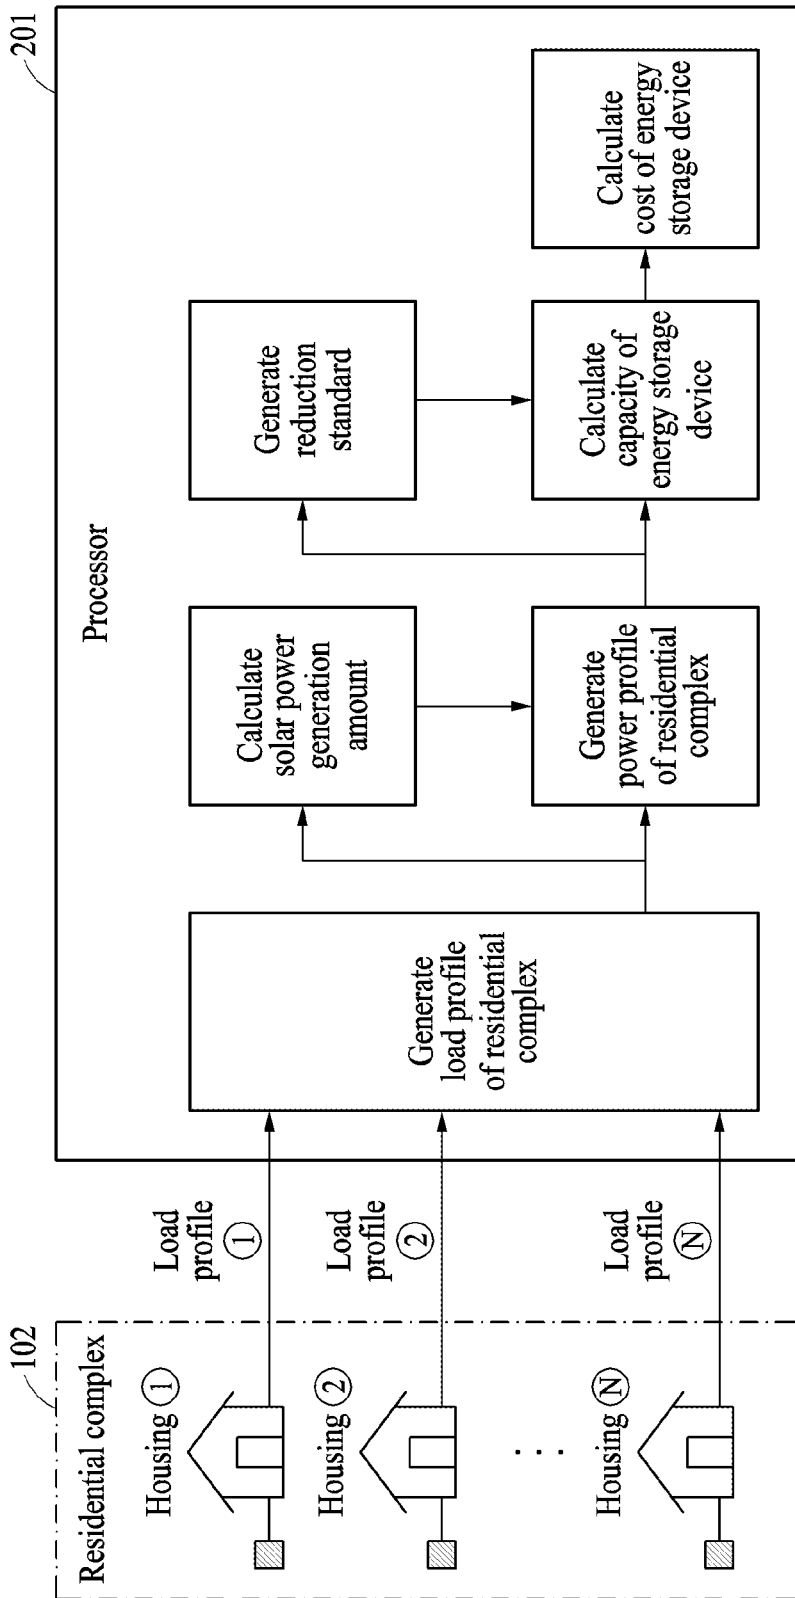 102
Residential complex
Housing ①
Housing ②
. . .
Housing Ⓝ
Load
profile
①
Load
profile
②
Load
profile
Ⓝ
201
Processor
Generate
load profile
of residential
complex
Calculate
solar power
generation
amount
Generate
power profile
of residential
complex
Generate
reduction
standard
Calculate
capacity of
energy storage
device
Calculate
cost of energy
storage device